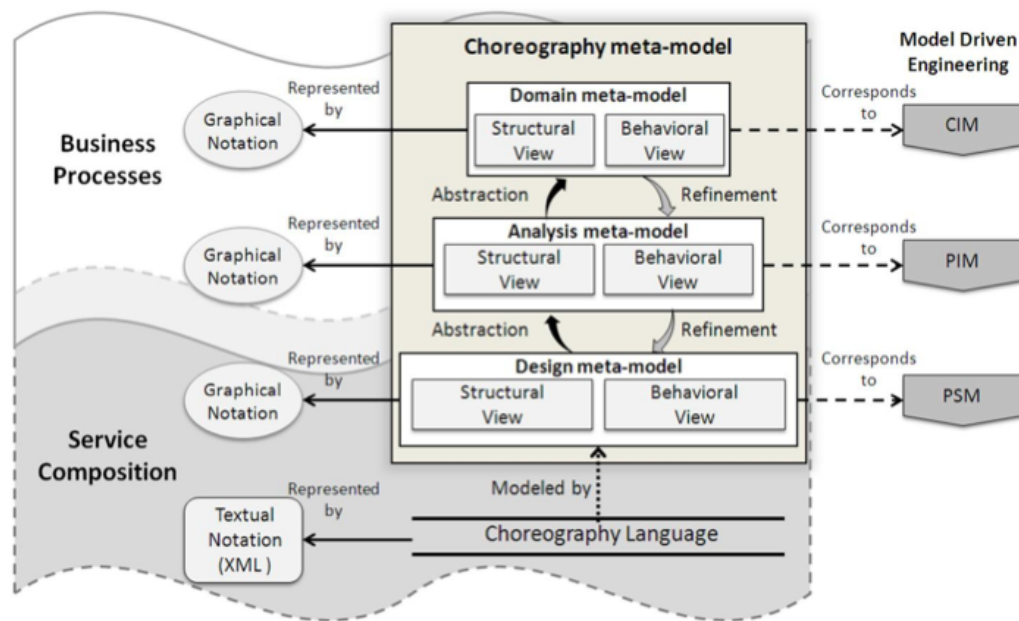 Choreography meta-model
Model Driven
Engineering
Domain meta-model
Represented
by
Corresponds
to
Graphical
Notation
Structural
View
Behavioral
View
CIM
Business
Processes
Abstraction
Refinement
Represented
by
Analysis meta-model
Corresponds
to
Graphical
Notation
Structural
View
Behavioral
View
PIM
Abstraction
Refinement
Represented
by
Design meta-model
Corresponds
to
Graphical
Notation
Structural
View
Behavioral
View
PSM
Service
Composition
Represented
by
Modeled by
Textual
Notation
(XML )
Choreography Language